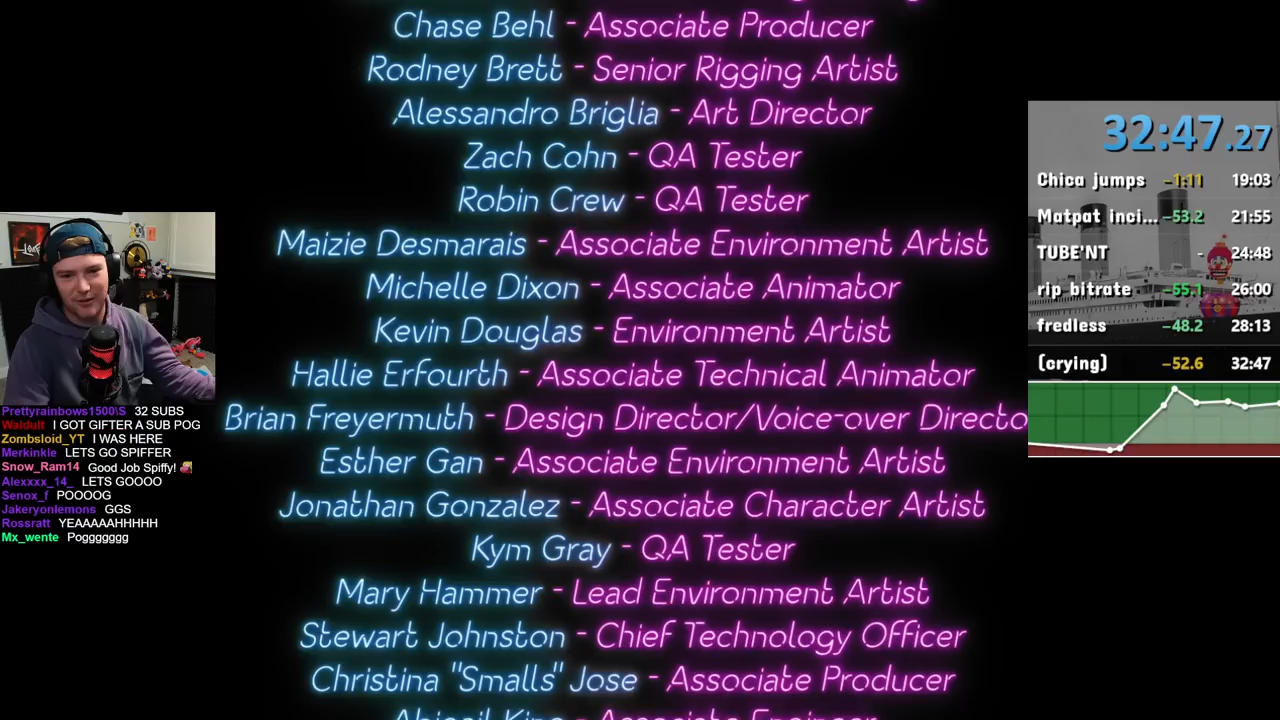 Chase Behl - Associate Producer
Rodney Brett - Senior Rigging Artist
Alessandro Briglia - Art Director
Zach Cohn - QA Tester
Robin Crew - QA Tester
Maizie Desmarais - Associate Environment Artist
Michelle Dixon - Associate Animator
Kevin Douglas - Environment Artist
Hallie Erfourth - Associate Technical Animator
Brian Freyermuth - Design Director/Voice-over Directo
Esther Gan - Associate Environment Artist
Jonathan Gonzalez - Associate Character Artist
Kym Gray - QA Tester
Mary Hammer - Lead Environment Artist
Stewart Johnston - Chief Technology Officer
Christina "Smalls" Jose - Associate Producer
Prettyrainbows1500\S 32 SUBS
Waldult I GOT GIFTER A SUB POG
Zombsloid_YT I WAS HERE
Merkinkle LETS GO SPIFFER
Snow_Ram14 Good Job Spiffy!
Alexxxx_14_ LETS GOOOO
Senox_f POOOOG
Jakeryonlemons GGS
Rossratt YEAAAAAHHHHH
Mx_wente Poggggggg
32:47.27
Chica jumps -1:11 19:03
Matpat inci... -53.2 21:55
TUBE'NT - 24:48
rip bitrate -55.1 26:00
fredless -48.2 28:13
(crying) -52.6 32:47